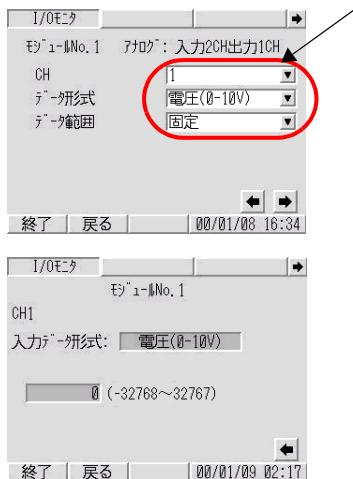 I/Oﾓﾆﾀ
ﾓｼﾞｭｰﾙNo.1 ｱﾅﾛｸﾞ:入力2CH出力1CH
CH 1
ﾃﾞｰﾀ形式 電圧(0-10V)
ﾃﾞｰﾀ範囲 固定
終了 戻る 00/01/08 16:34
I/Oﾓﾆﾀ
ﾓｼﾞｭｰﾙNo.1
CH1
入力ﾃﾞｰﾀ形式: 電圧(0-10V)
0 (-32768~32767)
終了 戻る 00/01/09 02:17